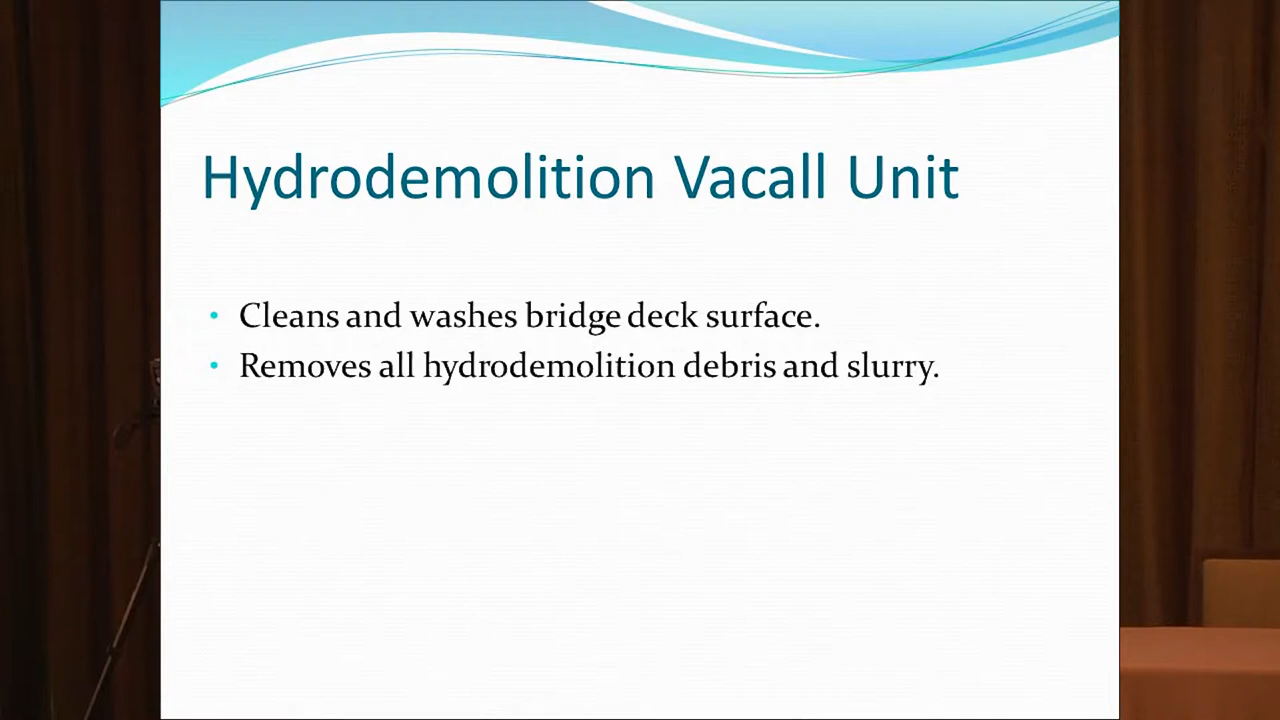 Hydrodemolition Vacall Unit
• Cleans and washes bridge deck surface.
• Removes all hydrodemolition debris and slurry.